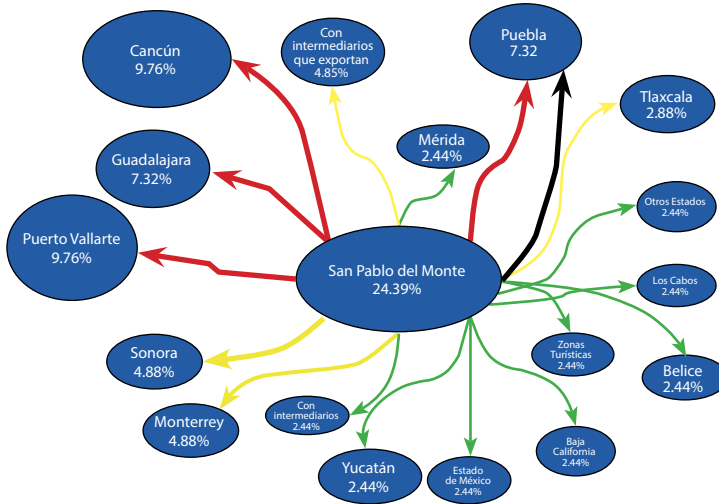 Cancún
9.76%
Con
intermediarios
que exportan
4.85%
Puebla
7.32
Tlaxcala
2.88%
Mérida
2.44%
Guadalajara
7.32%
Otros Estados
2.44%
Puerto Vallarte
9.76%
San Pablo del Monte
24.39%
Los Cabos
2.44%
Sonora
4.88%
Zonas
Turísticas
2.44%
Belice
2.44%
Monterrey
4.88%
Con
intermediarios
2.44%
Yucatán
2.44%
Estado
de México
2.44%
Baja
California
2.44%